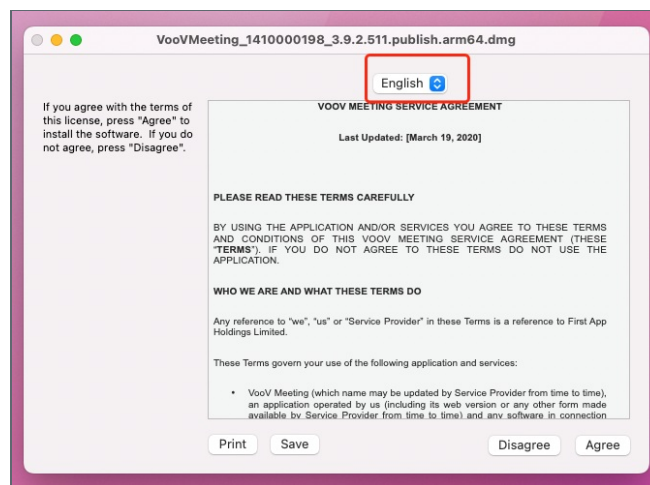 VooVMeeting_1410000198_3.9.2.511.publish.arm64.dmg
English
If you agree with the terms of
this license, press "Agree" to
install the software. If you do
not agree, press "Disagree".
VOOV MEETING SERVICE AGREEMENT
Last Updated: [March 19, 2020]
PLEASE READ THESE TERMS CAREFULLY
BY USING THE APPLICATION AND/OR SERVICES YOU AGREE TO THESE TERMS
AND CONDITIONS OF THIS VOOV MEETING SERVICE AGREEMENT (THESE
"TERMS"). IF YOU DO NOT AGREE TO THESE TERMS DO NOT USE THE
APPLICATION.
WHO WE ARE AND WHAT THESE TERMS DO
Any reference to "we", "us" or "Service Provider" in these Terms is a reference to First App
Holdings Limited.
These Terms govern your use of the following application and services:
• VooV Meeting (which name may be updated by Service Provider from time to time),
an application operated by us (including its web version or any other form made
available by Service Provider from time to time) and any software in connection
Print Save Disagree Agree